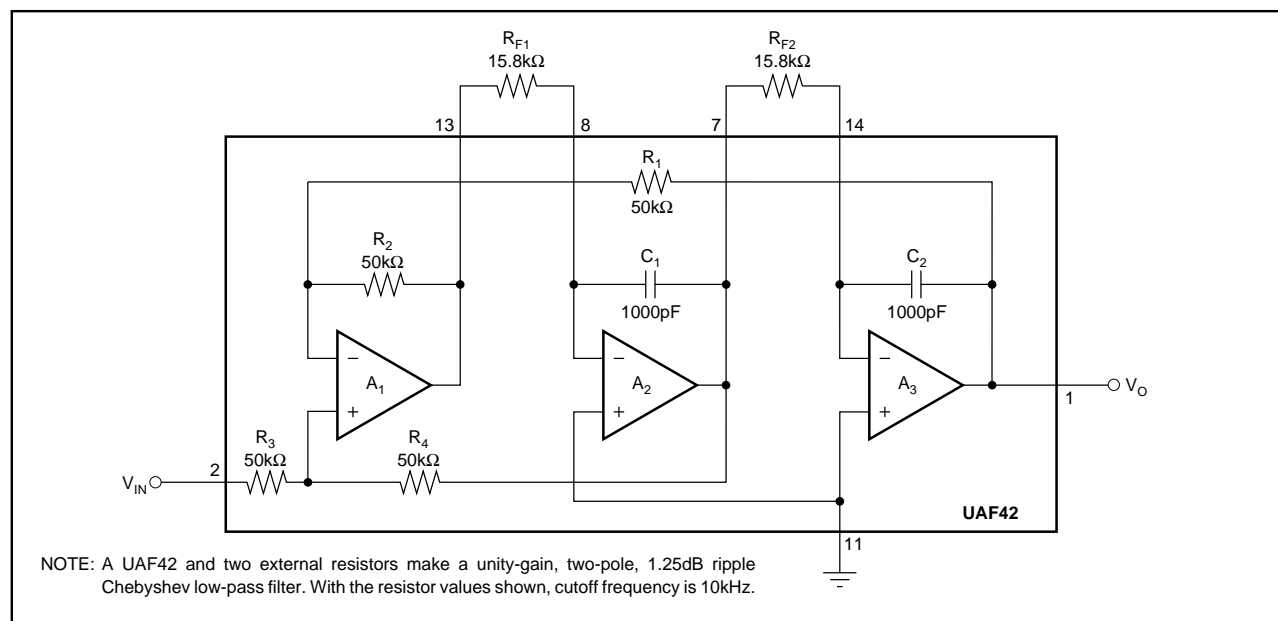 R_F1
15.8kΩ
R_F2
15.8kΩ
13
8
7
14
R_1
50kΩ
R_2
50kΩ
C_1
1000pF
C_2
1000pF
−
A_1
+
−
A_2
+
−
A_3
+
1
V_O
R_3
50kΩ
R_4
50kΩ
2
V_IN
UAF42
11
NOTE: A UAF42 and two external resistors make a unity-gain, two-pole, 1.25dB ripple
Chebyshev low-pass filter. With the resistor values shown, cutoff frequency is 10kHz.